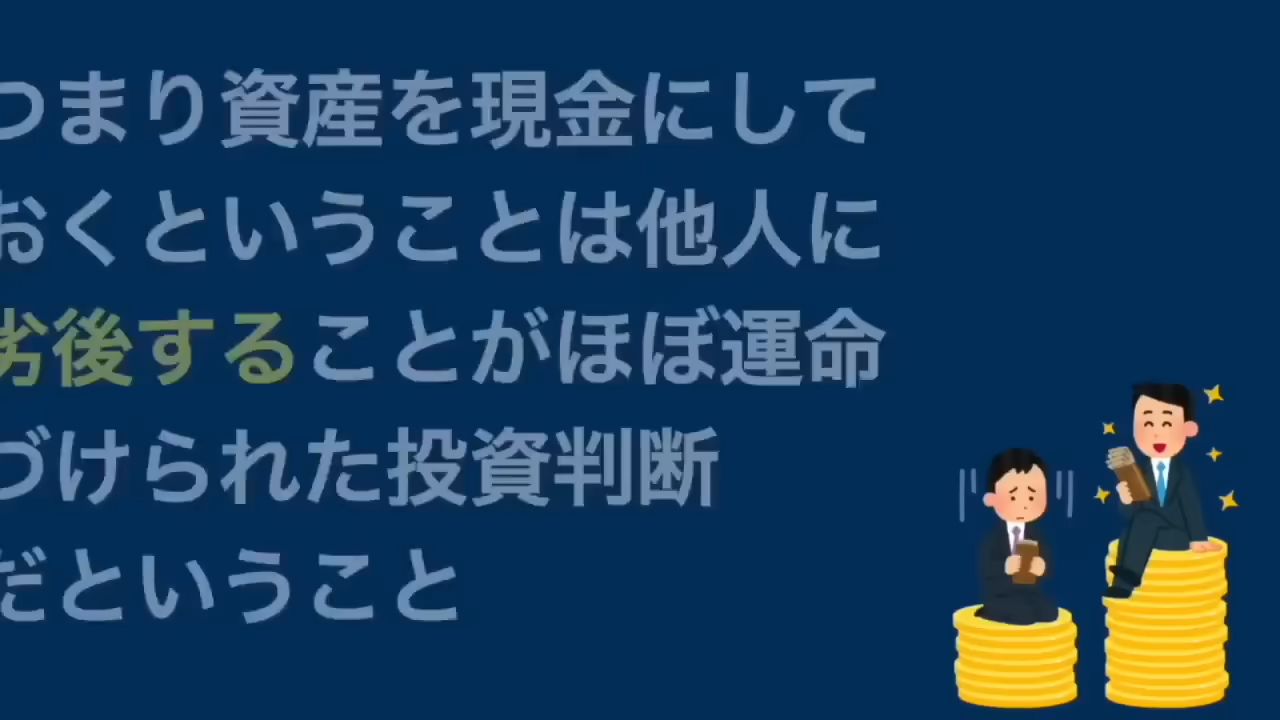 つまり資産を現金にして
おくということは他人に
劣後することがほぼ運命
づけられた投資判断
だということ